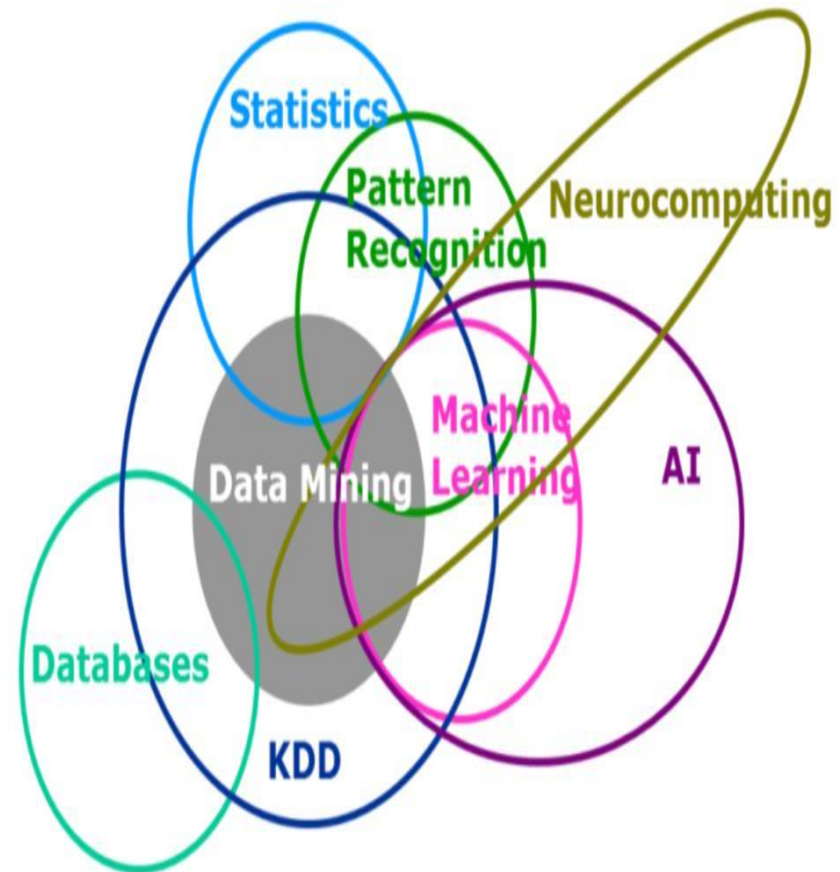 Statistics
Pattern
Recognition
Neurocomputing
Machine
Learning
AI
Data Mining
Databases
KDD